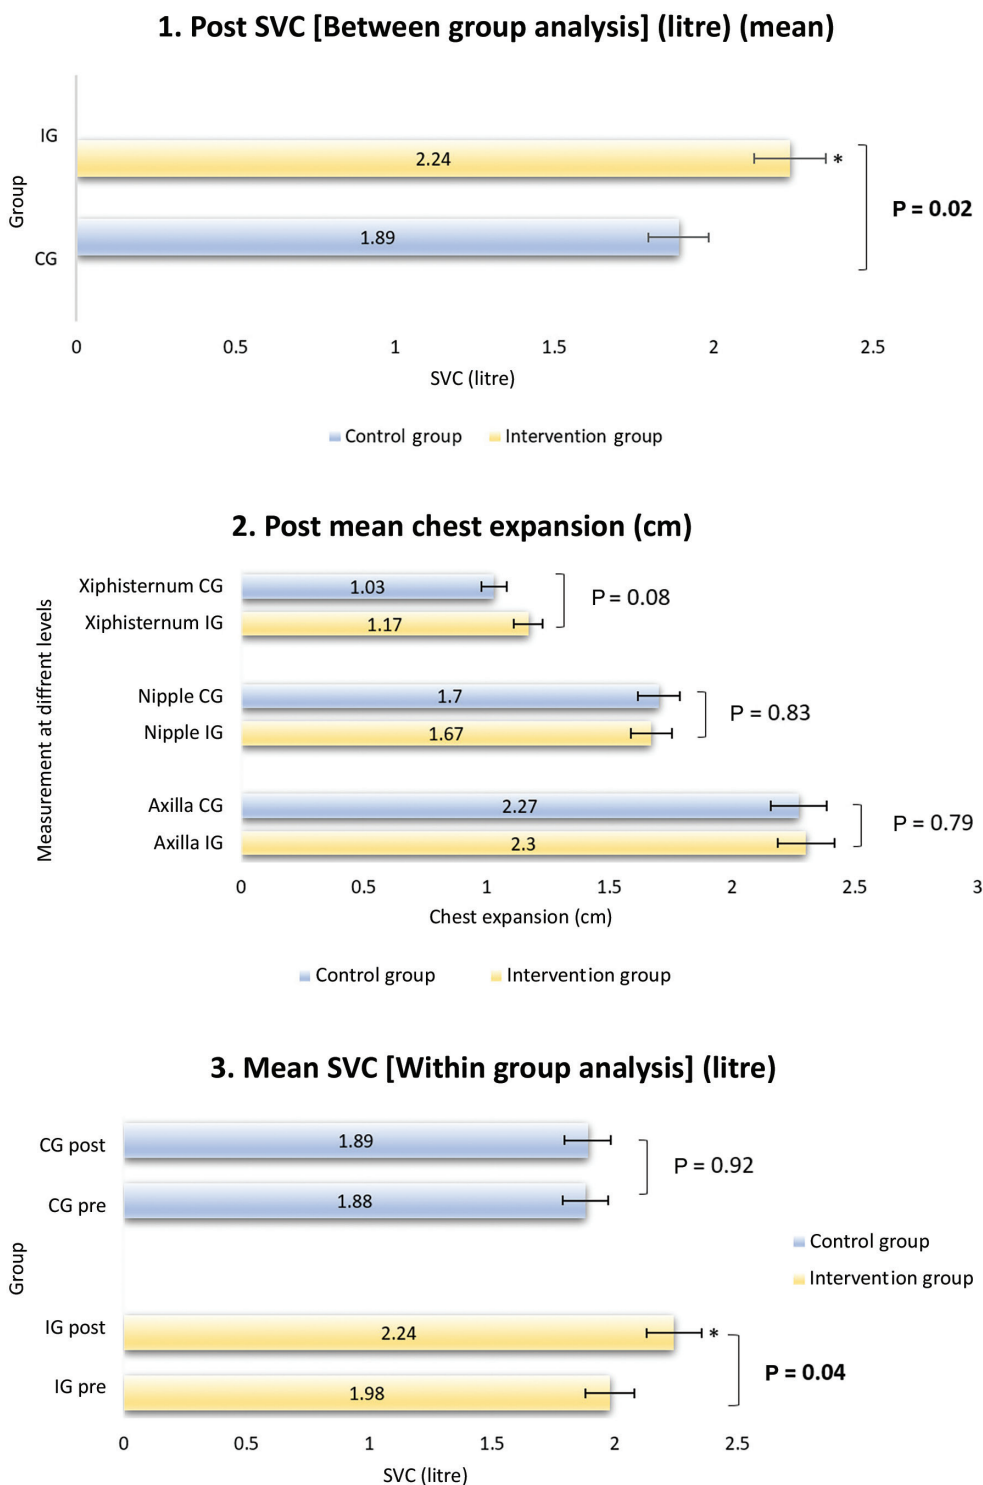 1. Post SVC [Between group analysis] (litre) (mean)
IG
2.24
*
Group
P = 0.02
1.89
CG
0 0.5 1 1.5 2 2.5
SVC (litre)
Control group Intervention group
2. Post mean chest expansion (cm)
Measurement at diffrent levels
Xiphisternum CG 1.03
P = 0.08
Xiphisternum IG 1.17
Nipple CG 1.7
P = 0.83
Nipple IG 1.67
Axilla CG 2.27
P = 0.79
Axilla IG 2.3
0 0.5 1 1.5 2 2.5 3
Chest expansion (cm)
Control group Intervention group
3. Mean SVC [Within group analysis] (litre)
CG post 1.89
P = 0.92
CG pre 1.88
Control group
Group
Intervention group
IG post 2.24 *
P = 0.04
IG pre 1.98
0 0.5 1 1.5 2 2.5
SVC (litre)